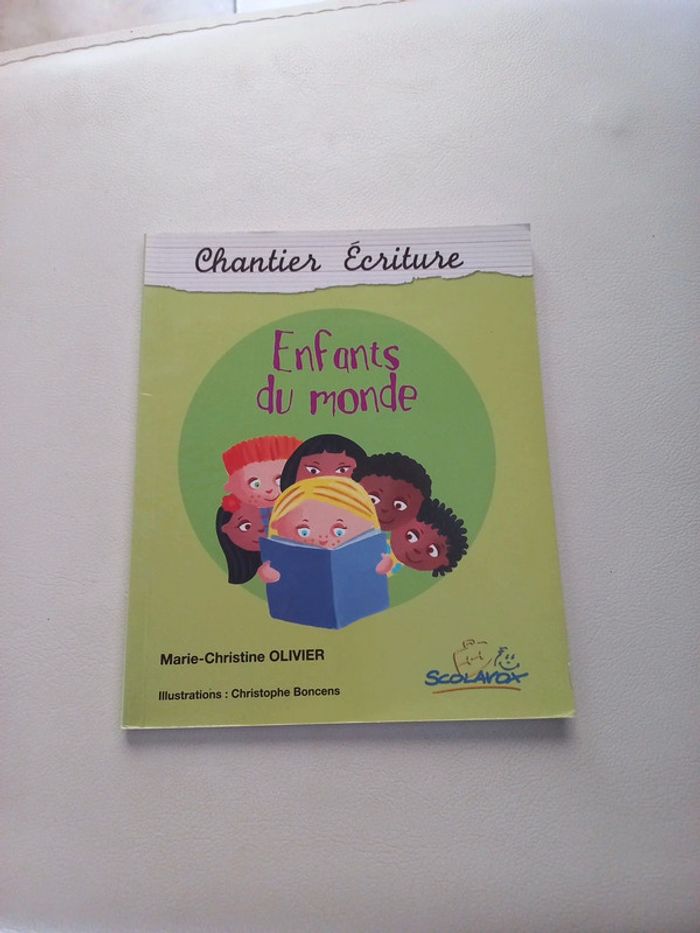 Chantier Écriture
Enfants
du monde
Marie-Christine OLIVIER
Illustrations : Christophe Boncens
SCOLAVOX